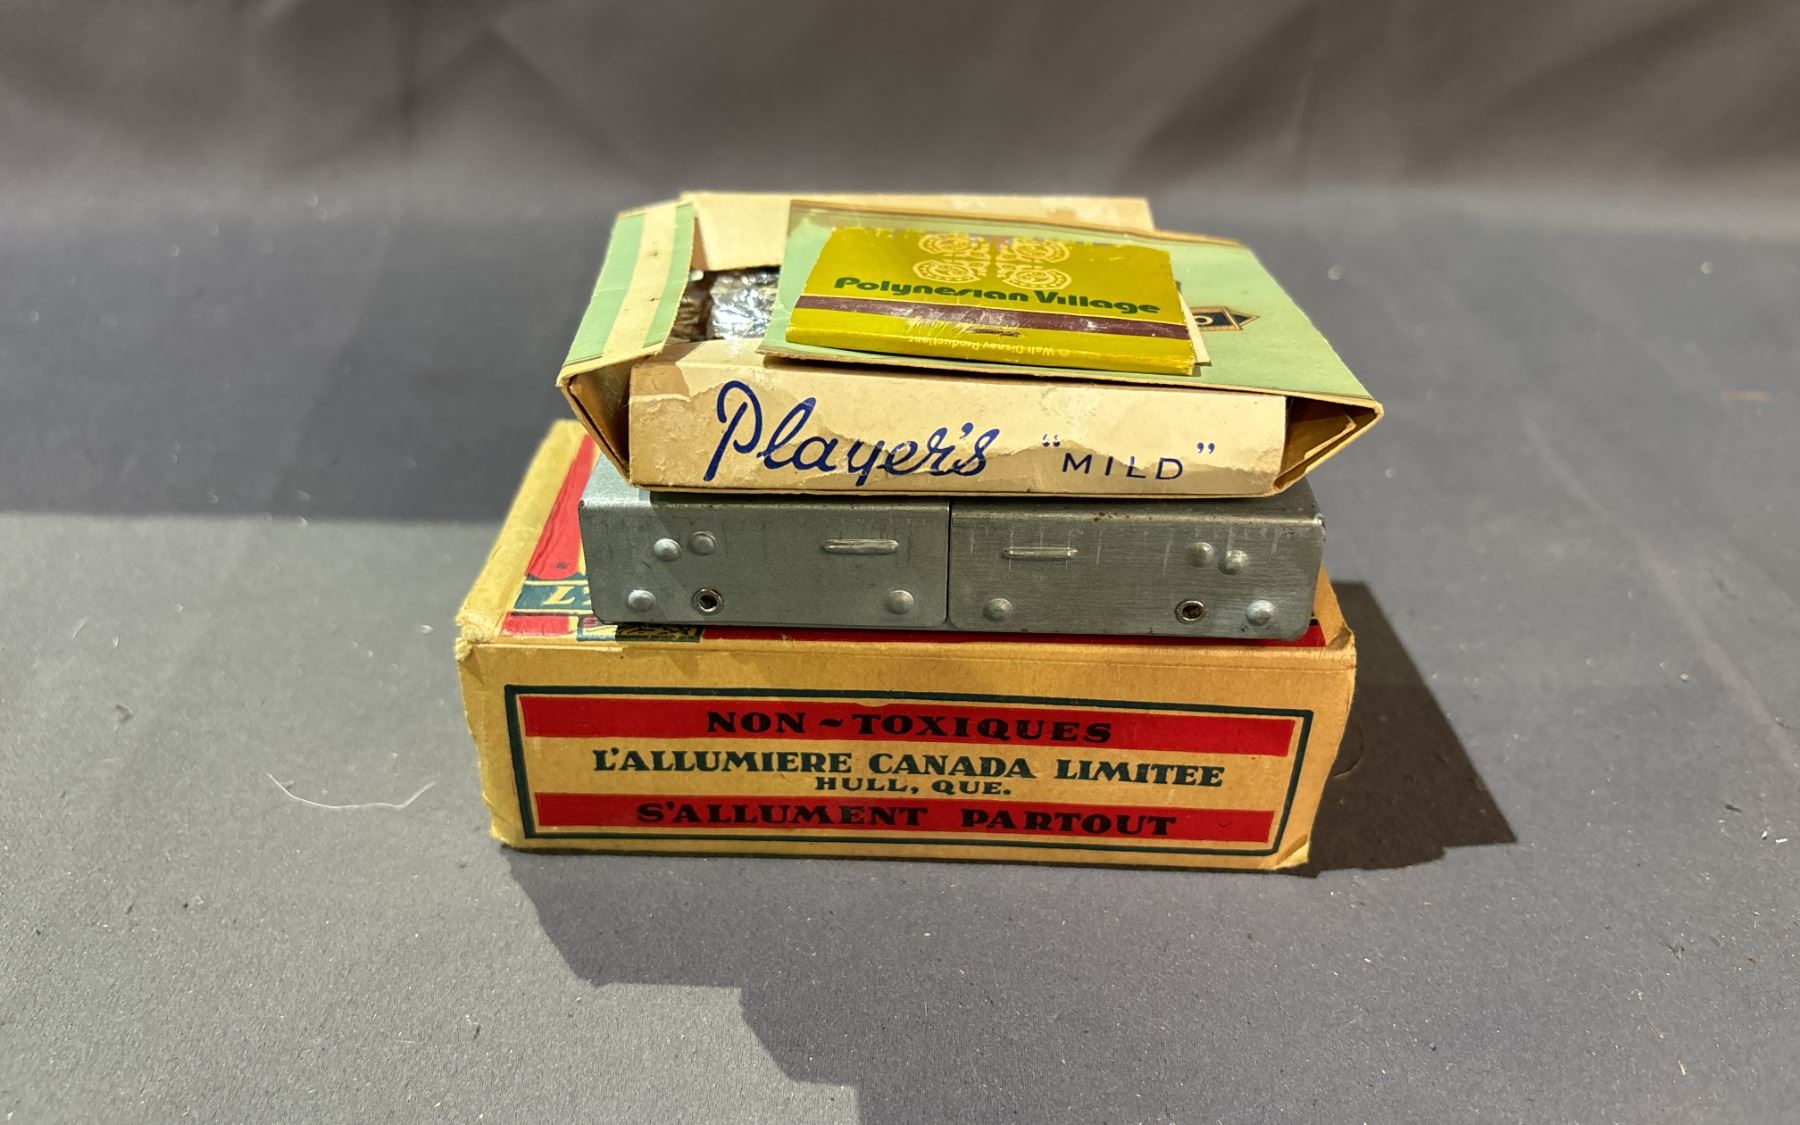 Polynesian Village
© Walt Disney Productions
Player's "MILD"
NON-TOXIQUES
L'ALLUMIERE CANADA LIMITEE
HULL, QUE.
S'ALLUMENT PARTOUT